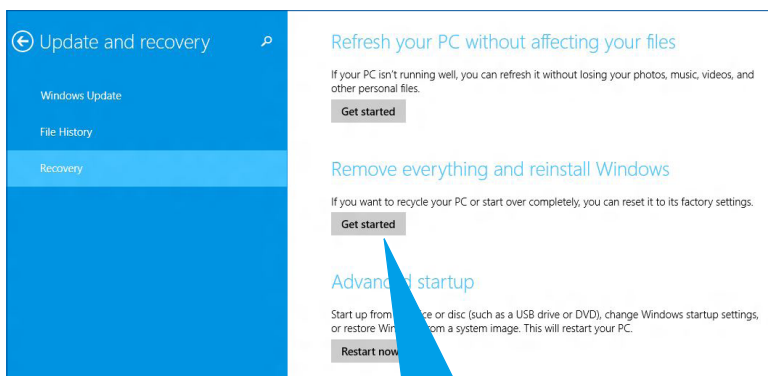 Update and recovery
Windows Update
File History
Recovery
Refresh your PC without affecting your files
If your PC isn't running well, you can refresh it without losing your photos, music, videos, and
other personal files.
Get started
Remove everything and reinstall Windows
If you want to recycle your PC or start over completely, you can reset it to its factory settings.
Get started
startup
Start up from or disc (such as a USB drive or DVD), change Windows startup settings,
or restore from a system image. This will restart your PC.
Restart now